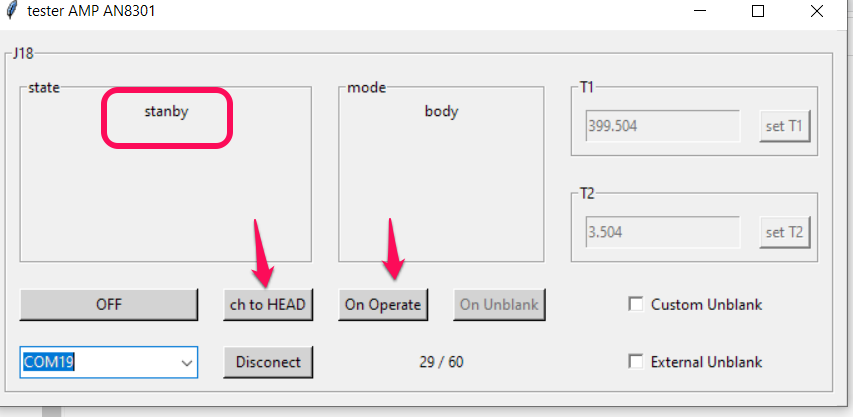 tester AMP AN8301
J18
state
stanby
mode
body
T1
399.504
set T1
T2
3.504
set T2
OFF
ch to HEAD
On Operate
On Unblank
Custom Unblank
COM19
Disconect
29 / 60
External Unblank